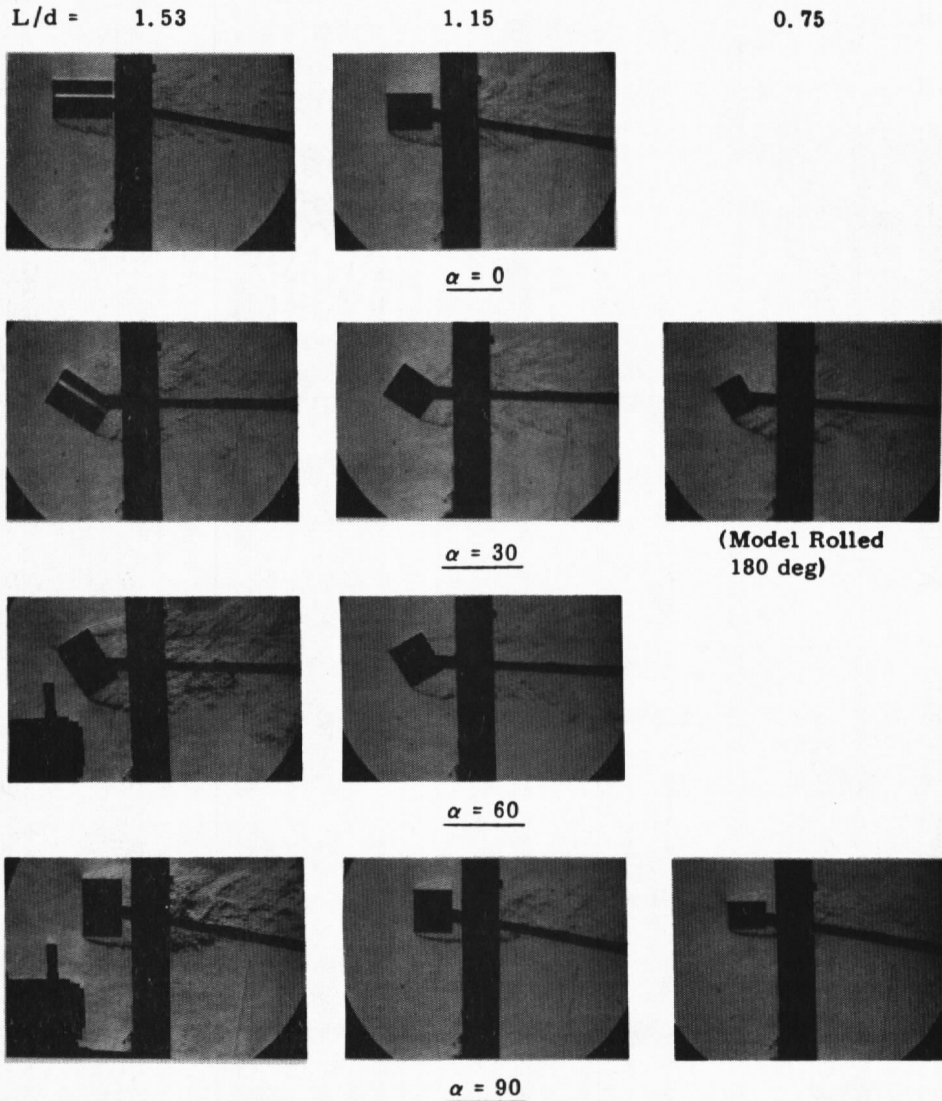 L/d = 1.53 1.15 0.75
α = 0
α = 30
(Model Rolled
180 deg)
α = 60
α = 90